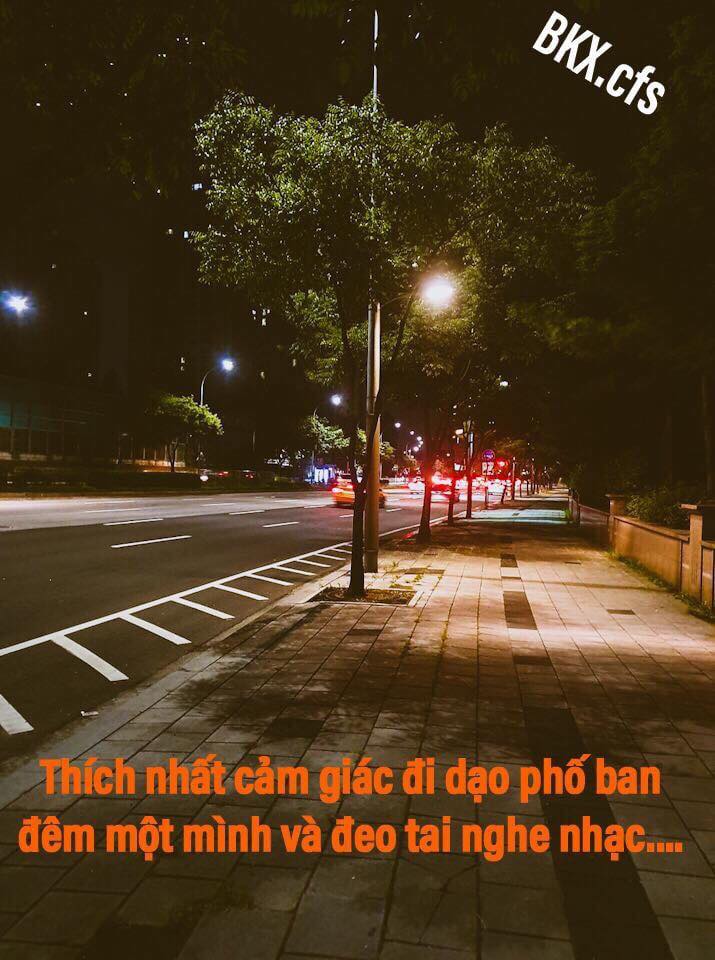 BKX.cfs
Thích nhất cảm giác đi dạo phố ban
đêm một mình và đeo tai nghe nhạc....